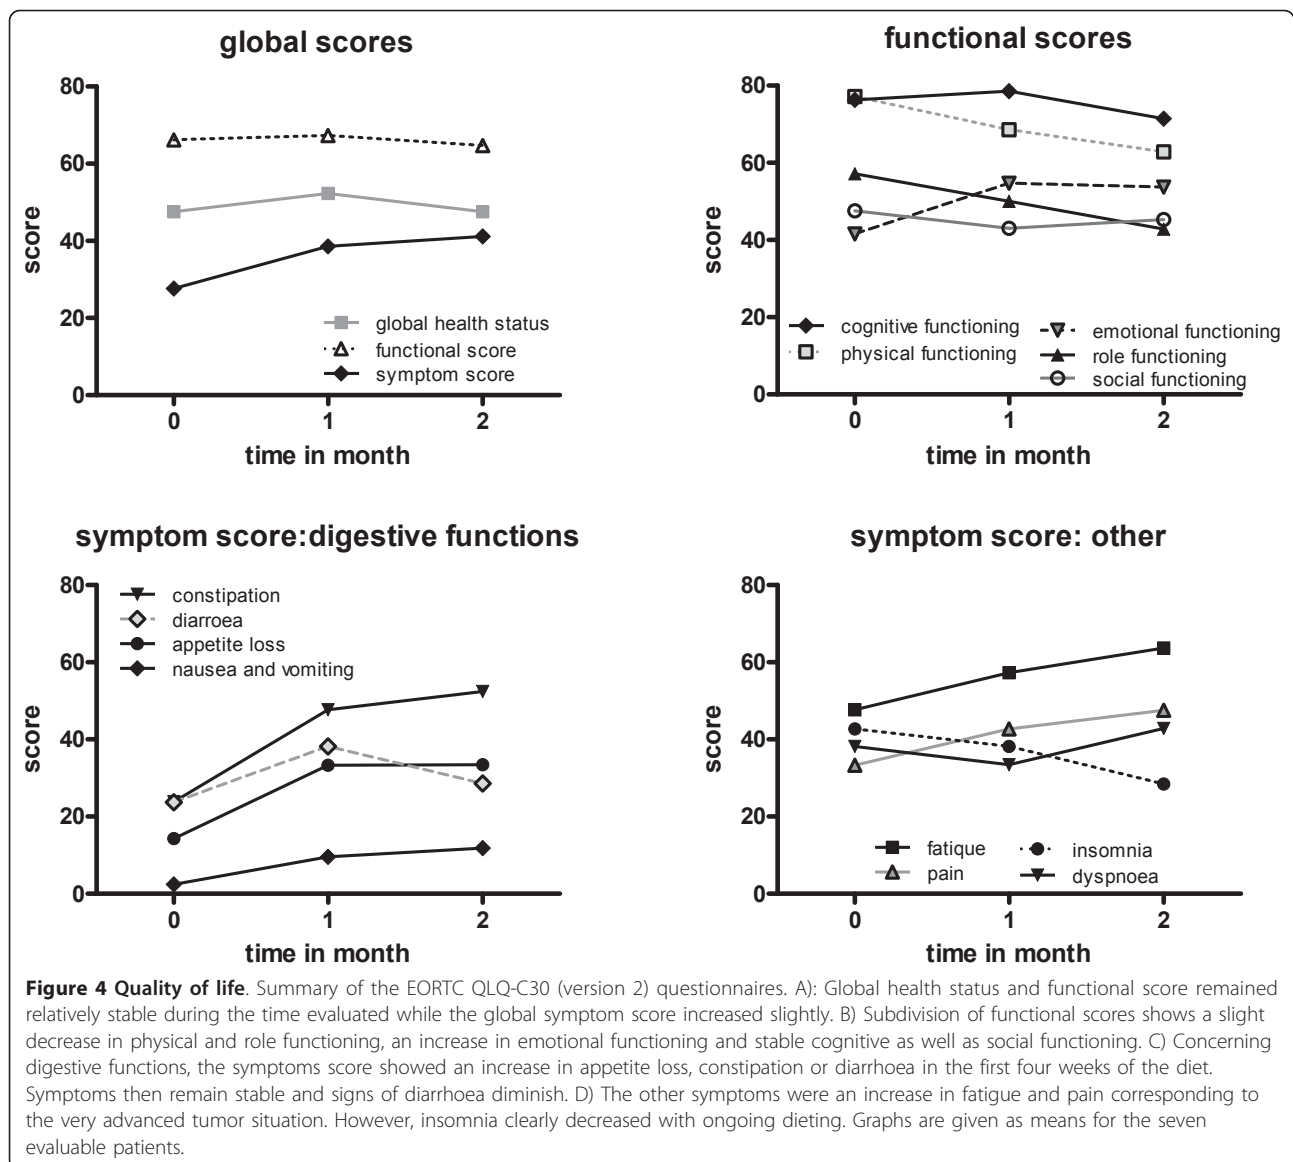 global scores
80
60
40
20
0
score
global health status
functional score
symptom score
0 1 2
time in month
functional scores
80
60
40
20
0
score
cognitive functioning
physical functioning
emotional functioning
role functioning
social functioning
0 1 2
time in month
symptom score:digestive functions
80
60
40
20
0
score
constipation
diarroea
appetite loss
nausea and vomiting
0 1 2
time in month
symptom score: other
80
60
40
20
0
score
fatique
pain
insomnia
dyspnoea
0 1 2
time in month
Figure 4 Quality of life. Summary of the EORTC QLQ-C30 (version 2) questionnaires. A): Global health status and functional score remained
relatively stable during the time evaluated while the global symptom score increased slightly. B) Subdivision of functional scores shows a slight
decrease in physical and role functioning, an increase in emotional functioning and stable cognitive as well as social functioning. C) Concerning
digestive functions, the symptoms score showed an increase in appetite loss, constipation or diarrhoea in the first four weeks of the diet.
Symptoms then remain stable and signs of diarrhoea diminish. D) The other symptoms were an increase in fatigue and pain corresponding to
the very advanced tumor situation. However, insomnia clearly decreased with ongoing dieting. Graphs are given as means for the seven
evaluable patients.